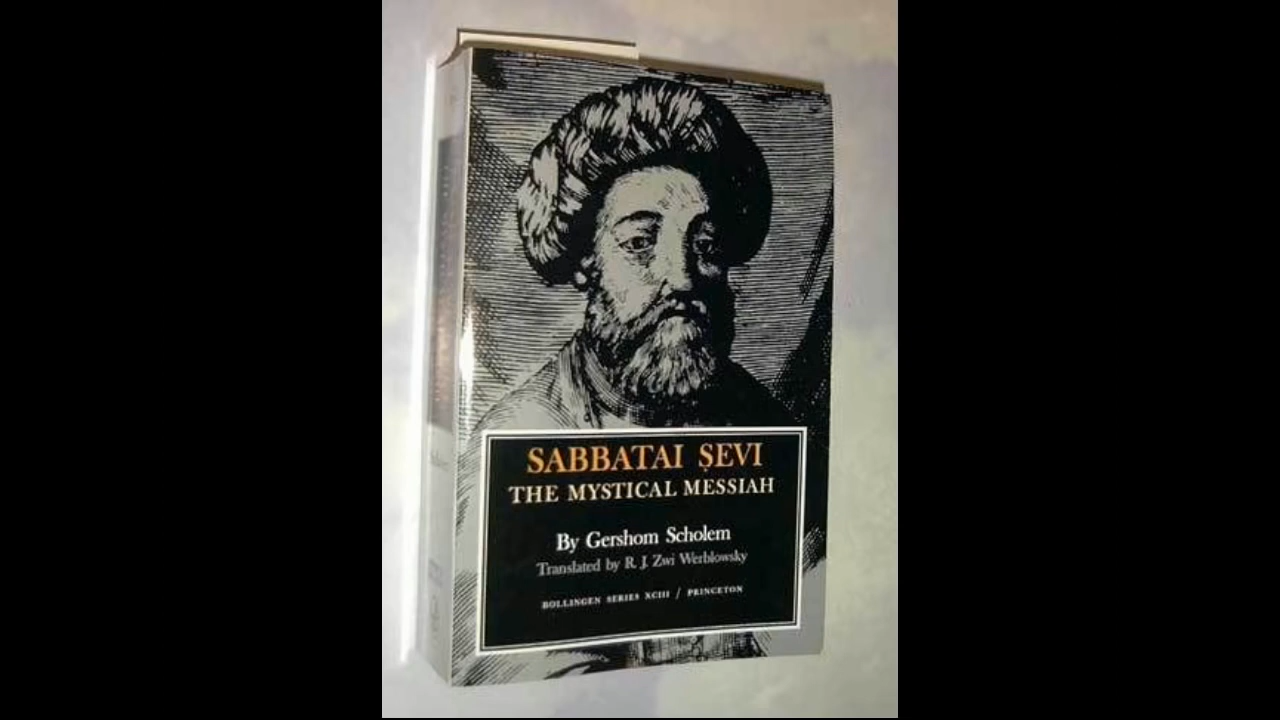 SABBATAI ṢEVI
THE MYSTICAL MESSIAH
By Gershom Scholem
Translated by R. J. Zwi Werblowsky
BOLLINGEN SERIES XCIII / PRINCETON